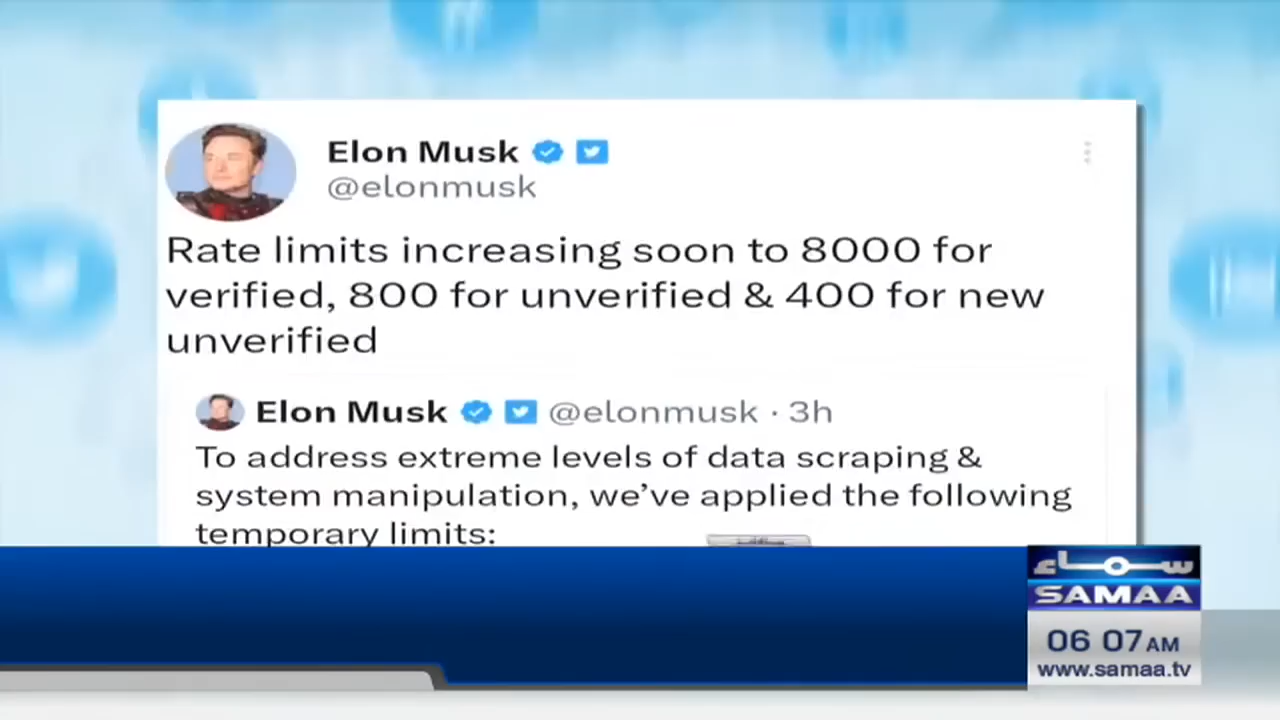 Elon Musk
@elonmusk
Rate limits increasing soon to 8000 for
verified, 800 for unverified & 400 for new
unverified
Elon Musk @elonmusk · 3h
To address extreme levels of data scraping &
system manipulation, we’ve applied the following
temporary limits:
سماء
SAMAA
06 07 AM
www.samaa.tv